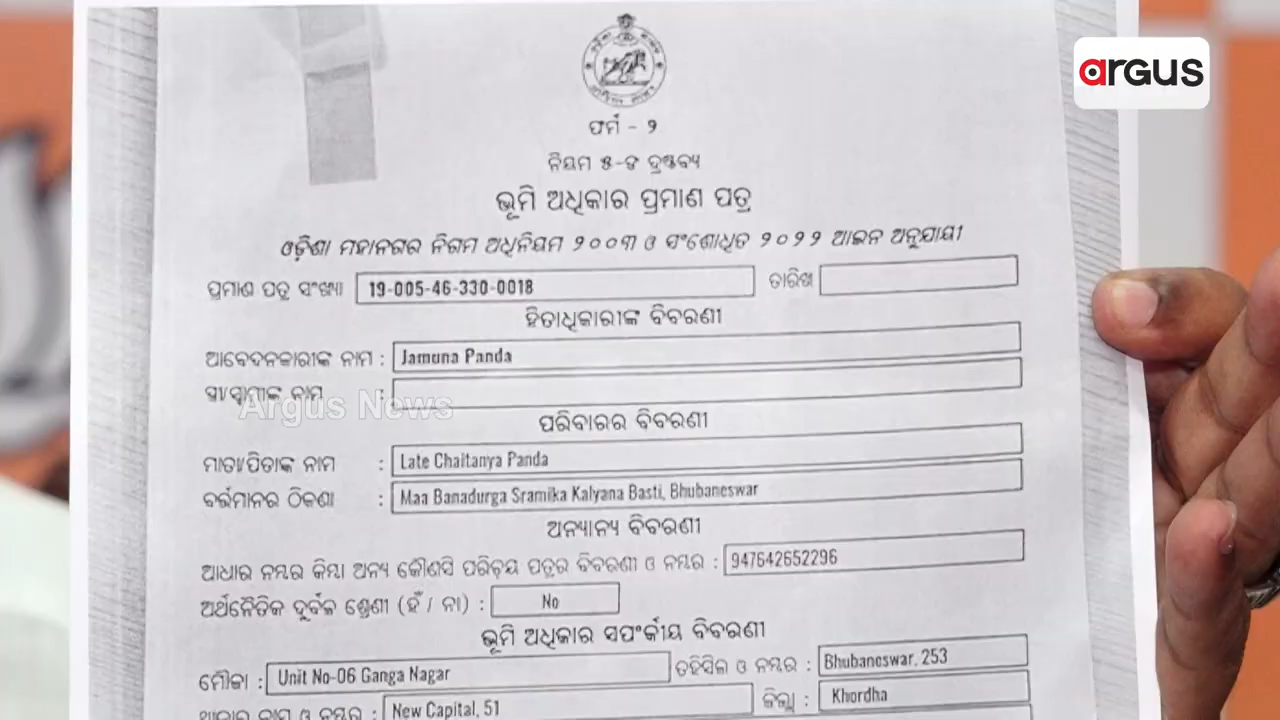 argus
ଫର୍ମ - ୨
ନିୟମ ୫-ଡ ଦ୍ରଷ୍ଟବ୍ୟ
ଭୂମି ଅଧିକାର ପ୍ରମାଣ ପତ୍ର
ଓଡ଼ିଶା ମହାନଗର ନିଗମ ଅଧିନିୟମ ୨୦୦୩ ଓ ସଂଶୋଧିତ ୨୦୨୨ ଆଇନ ଅନୁଯାୟୀ
ପ୍ରମାଣ ପତ୍ର ସଂଖ୍ୟା 19-005-46-330-0018 ତାରିଖ
ହିତାଧିକାରୀଙ୍କ ବିବରଣୀ
ଆବେଦନକାରୀଙ୍କ ନାମ : Jamuna Panda
ସ୍ତ୍ରୀ/ସ୍ୱାମୀଙ୍କ ନାମ :
Argus News
ପରିବାରର ବିବରଣୀ
ମାତା/ପିତାଙ୍କ ନାମ : Late Chaitanya Panda
ବର୍ତ୍ତମାନର ଠିକଣା : Maa Banadurga Sramika Kalyana Basti, Bhubaneswar
ଅନ୍ୟାନ୍ୟ ବିବରଣୀ
ଆଧାର ନମ୍ବର କିମ୍ବା ଅନ୍ୟ କୌଣସି ପରିଚୟ ପତ୍ରର ବିବରଣୀ ଓ ନମ୍ବର : 947642652296
ଅର୍ଥନୈତିକ ଦୁର୍ବଳ ଶ୍ରେଣୀ (ହଁ / ନା) : No
ଭୂମି ଅଧିକାର ସମ୍ପର୍କୀୟ ବିବରଣୀ
ମୌଜା : Unit No-06 Ganga Nagar ତହସିଲ ଓ ନମ୍ବର : Bhubaneswar, 253
ଥାନାର ନାମ ଓ ନମ୍ବର : New Capital, 51 ଜିଲ୍ଲା : Khordha